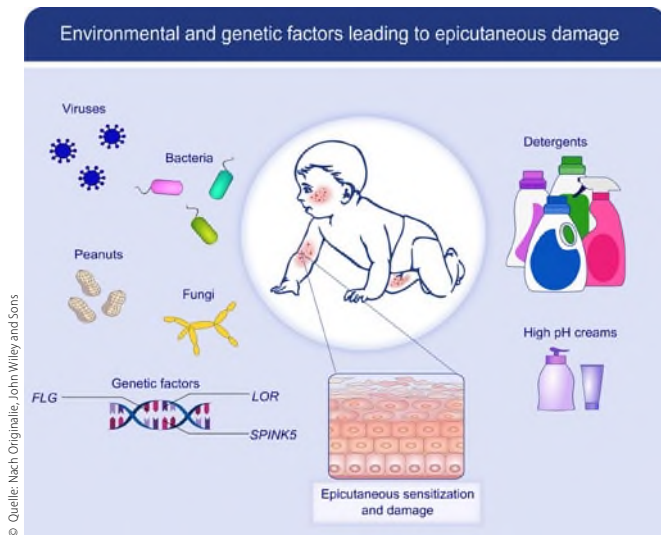 Environmental and genetic factors leading to epicutaneous damage
Viruses
Bacteria
Peanuts
Fungi
Genetic factors
FLG
LOR
SPINK5
Detergents
High pH creams
Epicutaneous sensitization
and damage
© Quelle: Nach Originalie, John Wiley and Sons